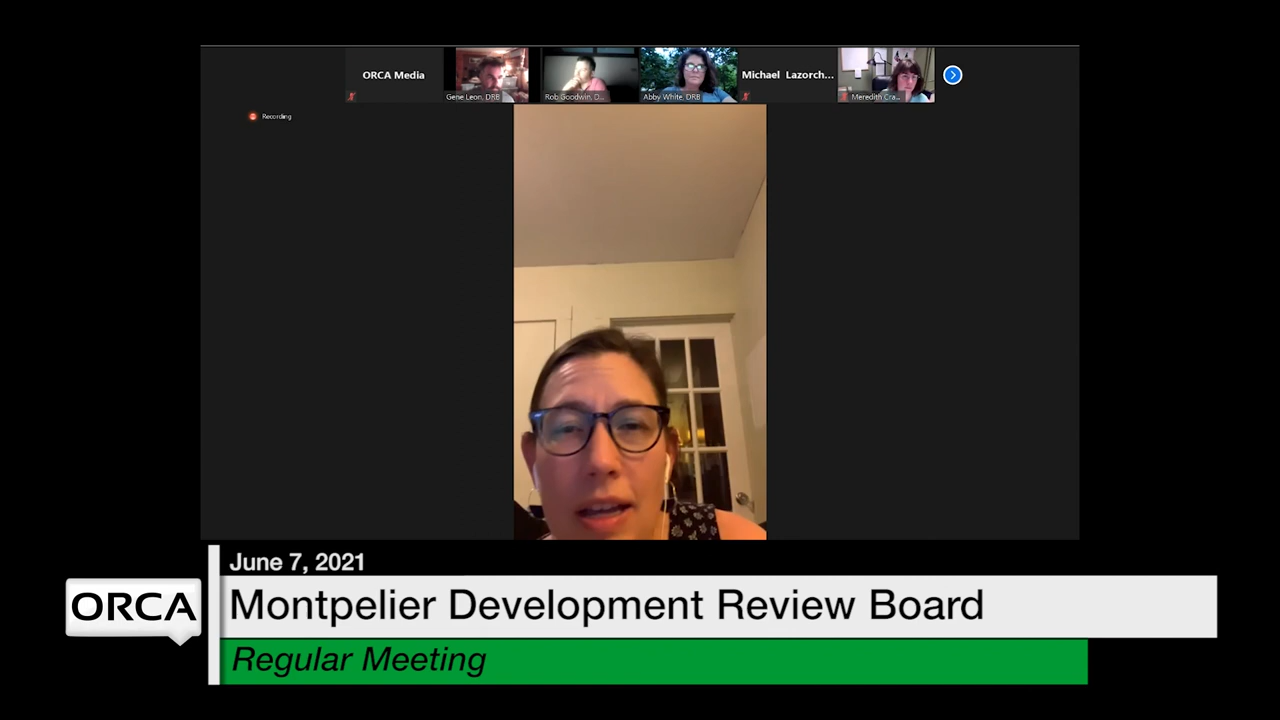 ORCA Media
Gene Leon, DRB
Rob Goodwin, D...
Abby White, DRB
Michael Lazorch...
Meredith Cra...
Recording
June 7, 2021
ORCA
Montpelier Development Review Board
Regular Meeting